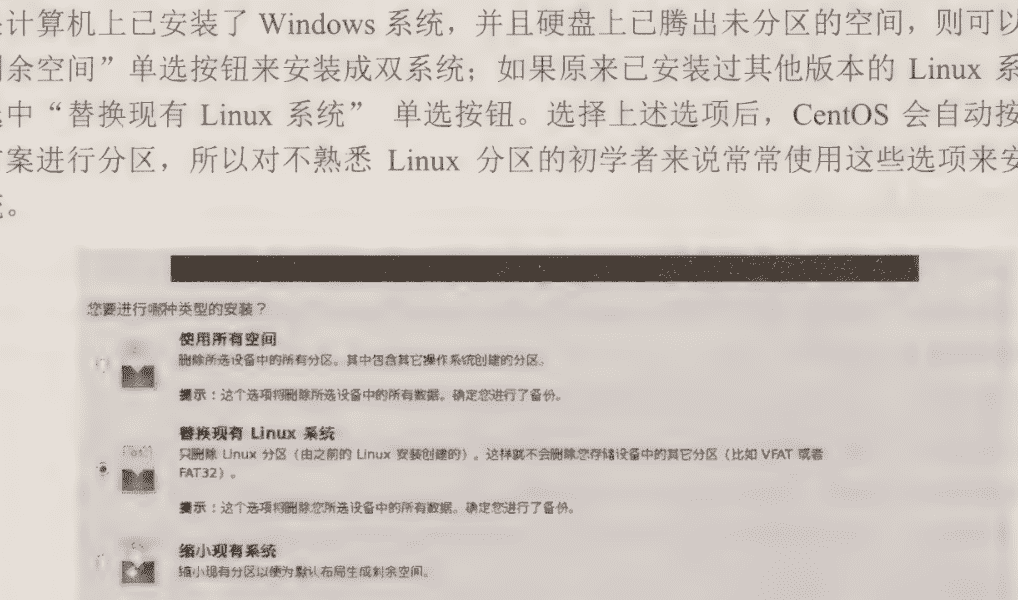 计算机上已安装了 Windows 系统，并且硬盘上已腾出未分区的空间，则可以
余空间”单选按钮来安装成双系统；如果原来已安装过其他版本的 Linux 系
中“替换现有 Linux 系统” 单选按钮。选择上述选项后，CentOS 会自动按
案进行分区，所以对不熟悉 Linux 分区的初学者来说常常使用这些选项来安
。
您要进行哪种类型的安装？
使用所有空间
删除所选设备中的所有分区。其中包含其它操作系统创建的分区。
提示：这个选项将删除所选设备中的所有数据。确定您进行了备份。
替换现有 Linux 系统
只删除 Linux 分区（由之前的 Linux 安装创建的）。这样就不会删除您存储设备中的其它分区（比如 VFAT 或者
FAT32）。
提示：这个选项将删除您所选设备中的所有数据。确定您进行了备份。
缩小现有系统
缩小现有分区以便为默认布局生成剩余空间。